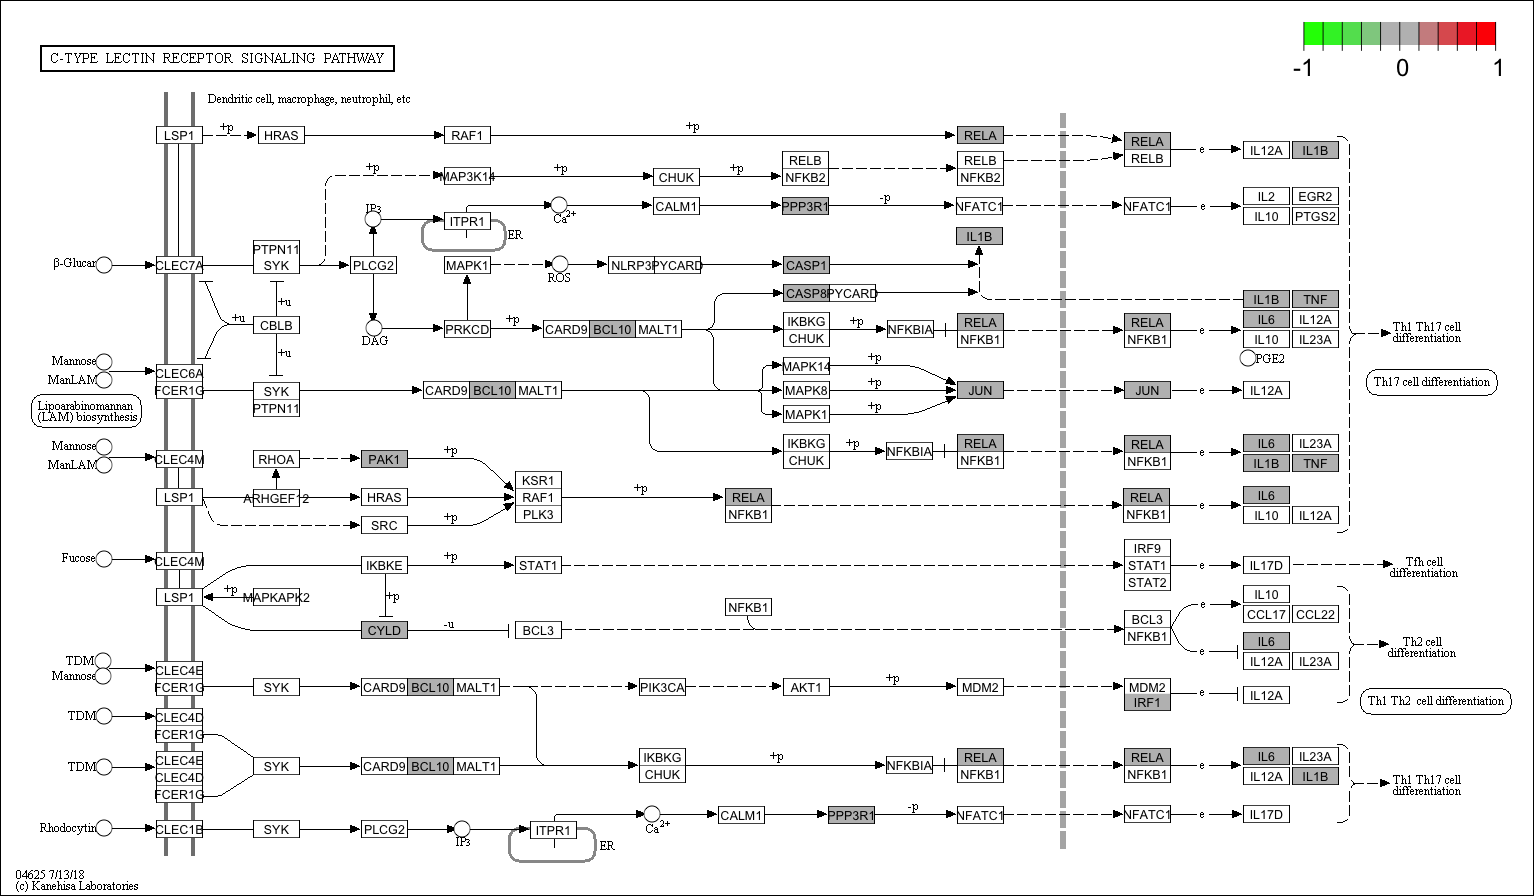 -1 0 1
C-TYPE LECTIN RECEPTOR SIGNALING PATHWAY
Dendritic cell, macrophage, neutrophil, etc
LSP1 +p HRAS RAF1 +p RELA
RELA
RELB
e IL12A IL1B
+p MAP3K14 +p CHUK +p
RELB
NFKB2
RELB
NFKB2
IP3 ITPR1 ER Ca2+ CALM1 PPP3R1 -p NFATC1 NFATC1 e
IL2 EGR2
IL10 PTGS2
β-Glucan CLEC7A
PTPN11
SYK
PLCG2 MAPK1 ROS NLRP3 PYCARD CASP1 IL1B
CASP8 PYCARD
+u CBLB +u +u
DAG PRKCD +p CARD9 BCL10 MALT1
IKBKG
CHUK
+p NFKBIA
RELA
NFKB1
RELA
NFKB1
e
IL1B TNF
IL6 IL12A
IL10 IL23A
PGE2
Th1 Th17 cell
differentiation
Th17 cell differentiation
Mannose
ManLAM
CLEC6A
FCER1G
SYK
PTPN11
CARD9 BCL10 MALT1
MAPK14 +p
MAPK8 +p JUN JUN e IL12A
MAPK1 +p
Lipoarabinomannan
(LAM) biosynthesis
IKBKG
CHUK
+p NFKBIA
RELA
NFKB1
RELA
NFKB1
e
IL6 IL23A
IL1B TNF
Mannose
ManLAM
CLEC4M RHOA PAK1 +p
LSP1 ARHGEF12 HRAS
SRC +p
KSR1
RAF1
PLK3
+p
RELA
NFKB1
RELA
NFKB1
e
IL6
IL10 IL12A
Fucose CLEC4M IKBKE +p STAT1
IRF9
STAT1
STAT2
e IL17D
Tfh cell
differentiation
LSP1 +p MAPKAPK2 +p
CYLD -u BCL3 NFKB1
BCL3
NFKB1
e
e
IL10
CCL17 CCL22
IL6
IL12A IL23A
Th2 cell
differentiation
TDM
Mannose
CLEC4E
FCER1G
SYK CARD9 BCL10 MALT1 PIK3CA AKT1 +p MDM2
MDM2
IRF1
e IL12A
Th1 Th2 cell differentiation
TDM
CLEC4D
FCER1G
TDM
CLEC4E
CLEC4D
FCER1G
SYK CARD9 BCL10 MALT1
IKBKG
CHUK
+p NFKBIA
RELA
NFKB1
RELA
NFKB1
e
IL6 IL23A
IL12A IL1B
Th1 Th17 cell
differentiation
Rhodocytin CLEC1B SYK PLCG2 IP3 ITPR1 ER Ca2+ CALM1 PPP3R1 -p NFATC1 NFATC1 e IL17D
04625 7/13/18
(c) Kanehisa Laboratories